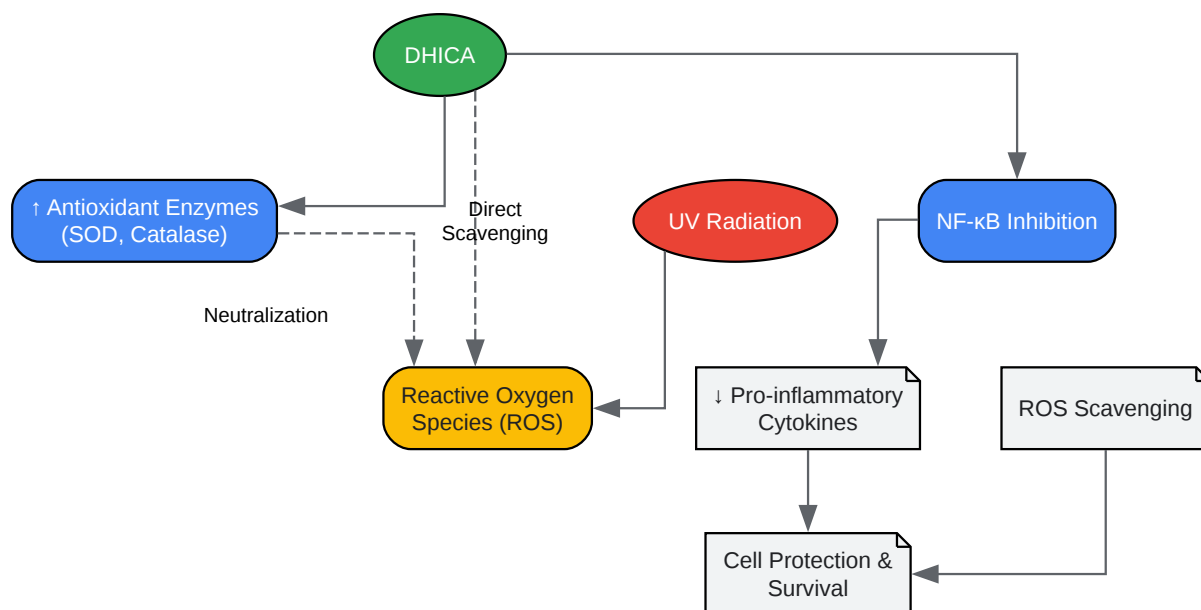 DHICA
↑ Antioxidant Enzymes
(SOD, Catalase)
Direct
Scavenging
UV Radiation
NF-κB Inhibition
Neutralization
Reactive Oxygen
Species (ROS)
↓ Pro-inflammatory
Cytokines
ROS Scavenging
Cell Protection &
Survival